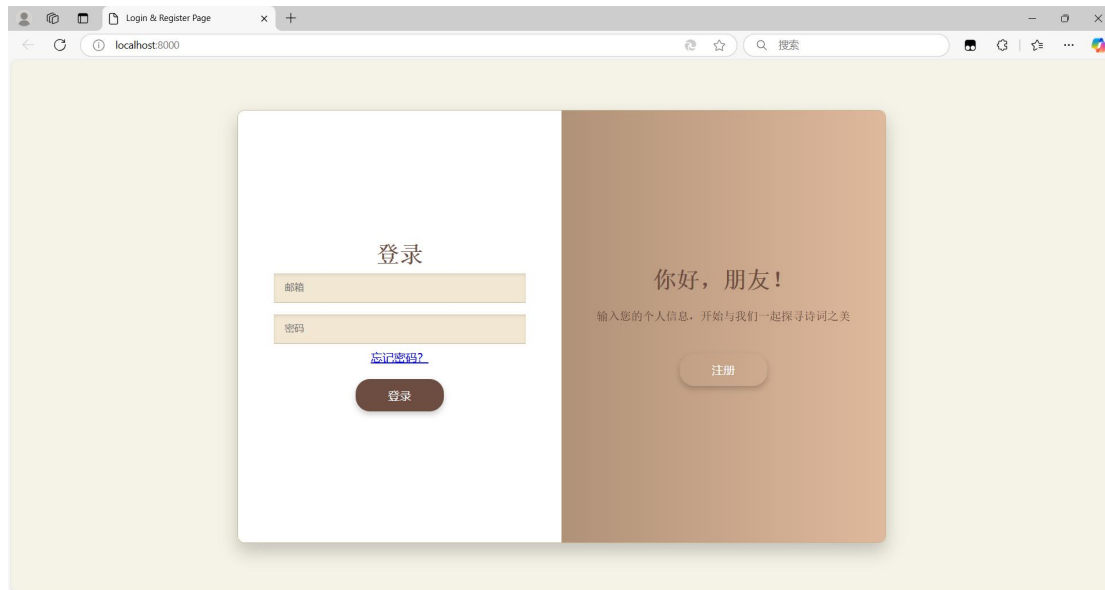 Login & Register Page
localhost:8000
搜索
登录
邮箱
密码
忘记密码?
登录
你好，朋友!
输入您的个人信息，开始与我们一起探寻诗词之美
注册